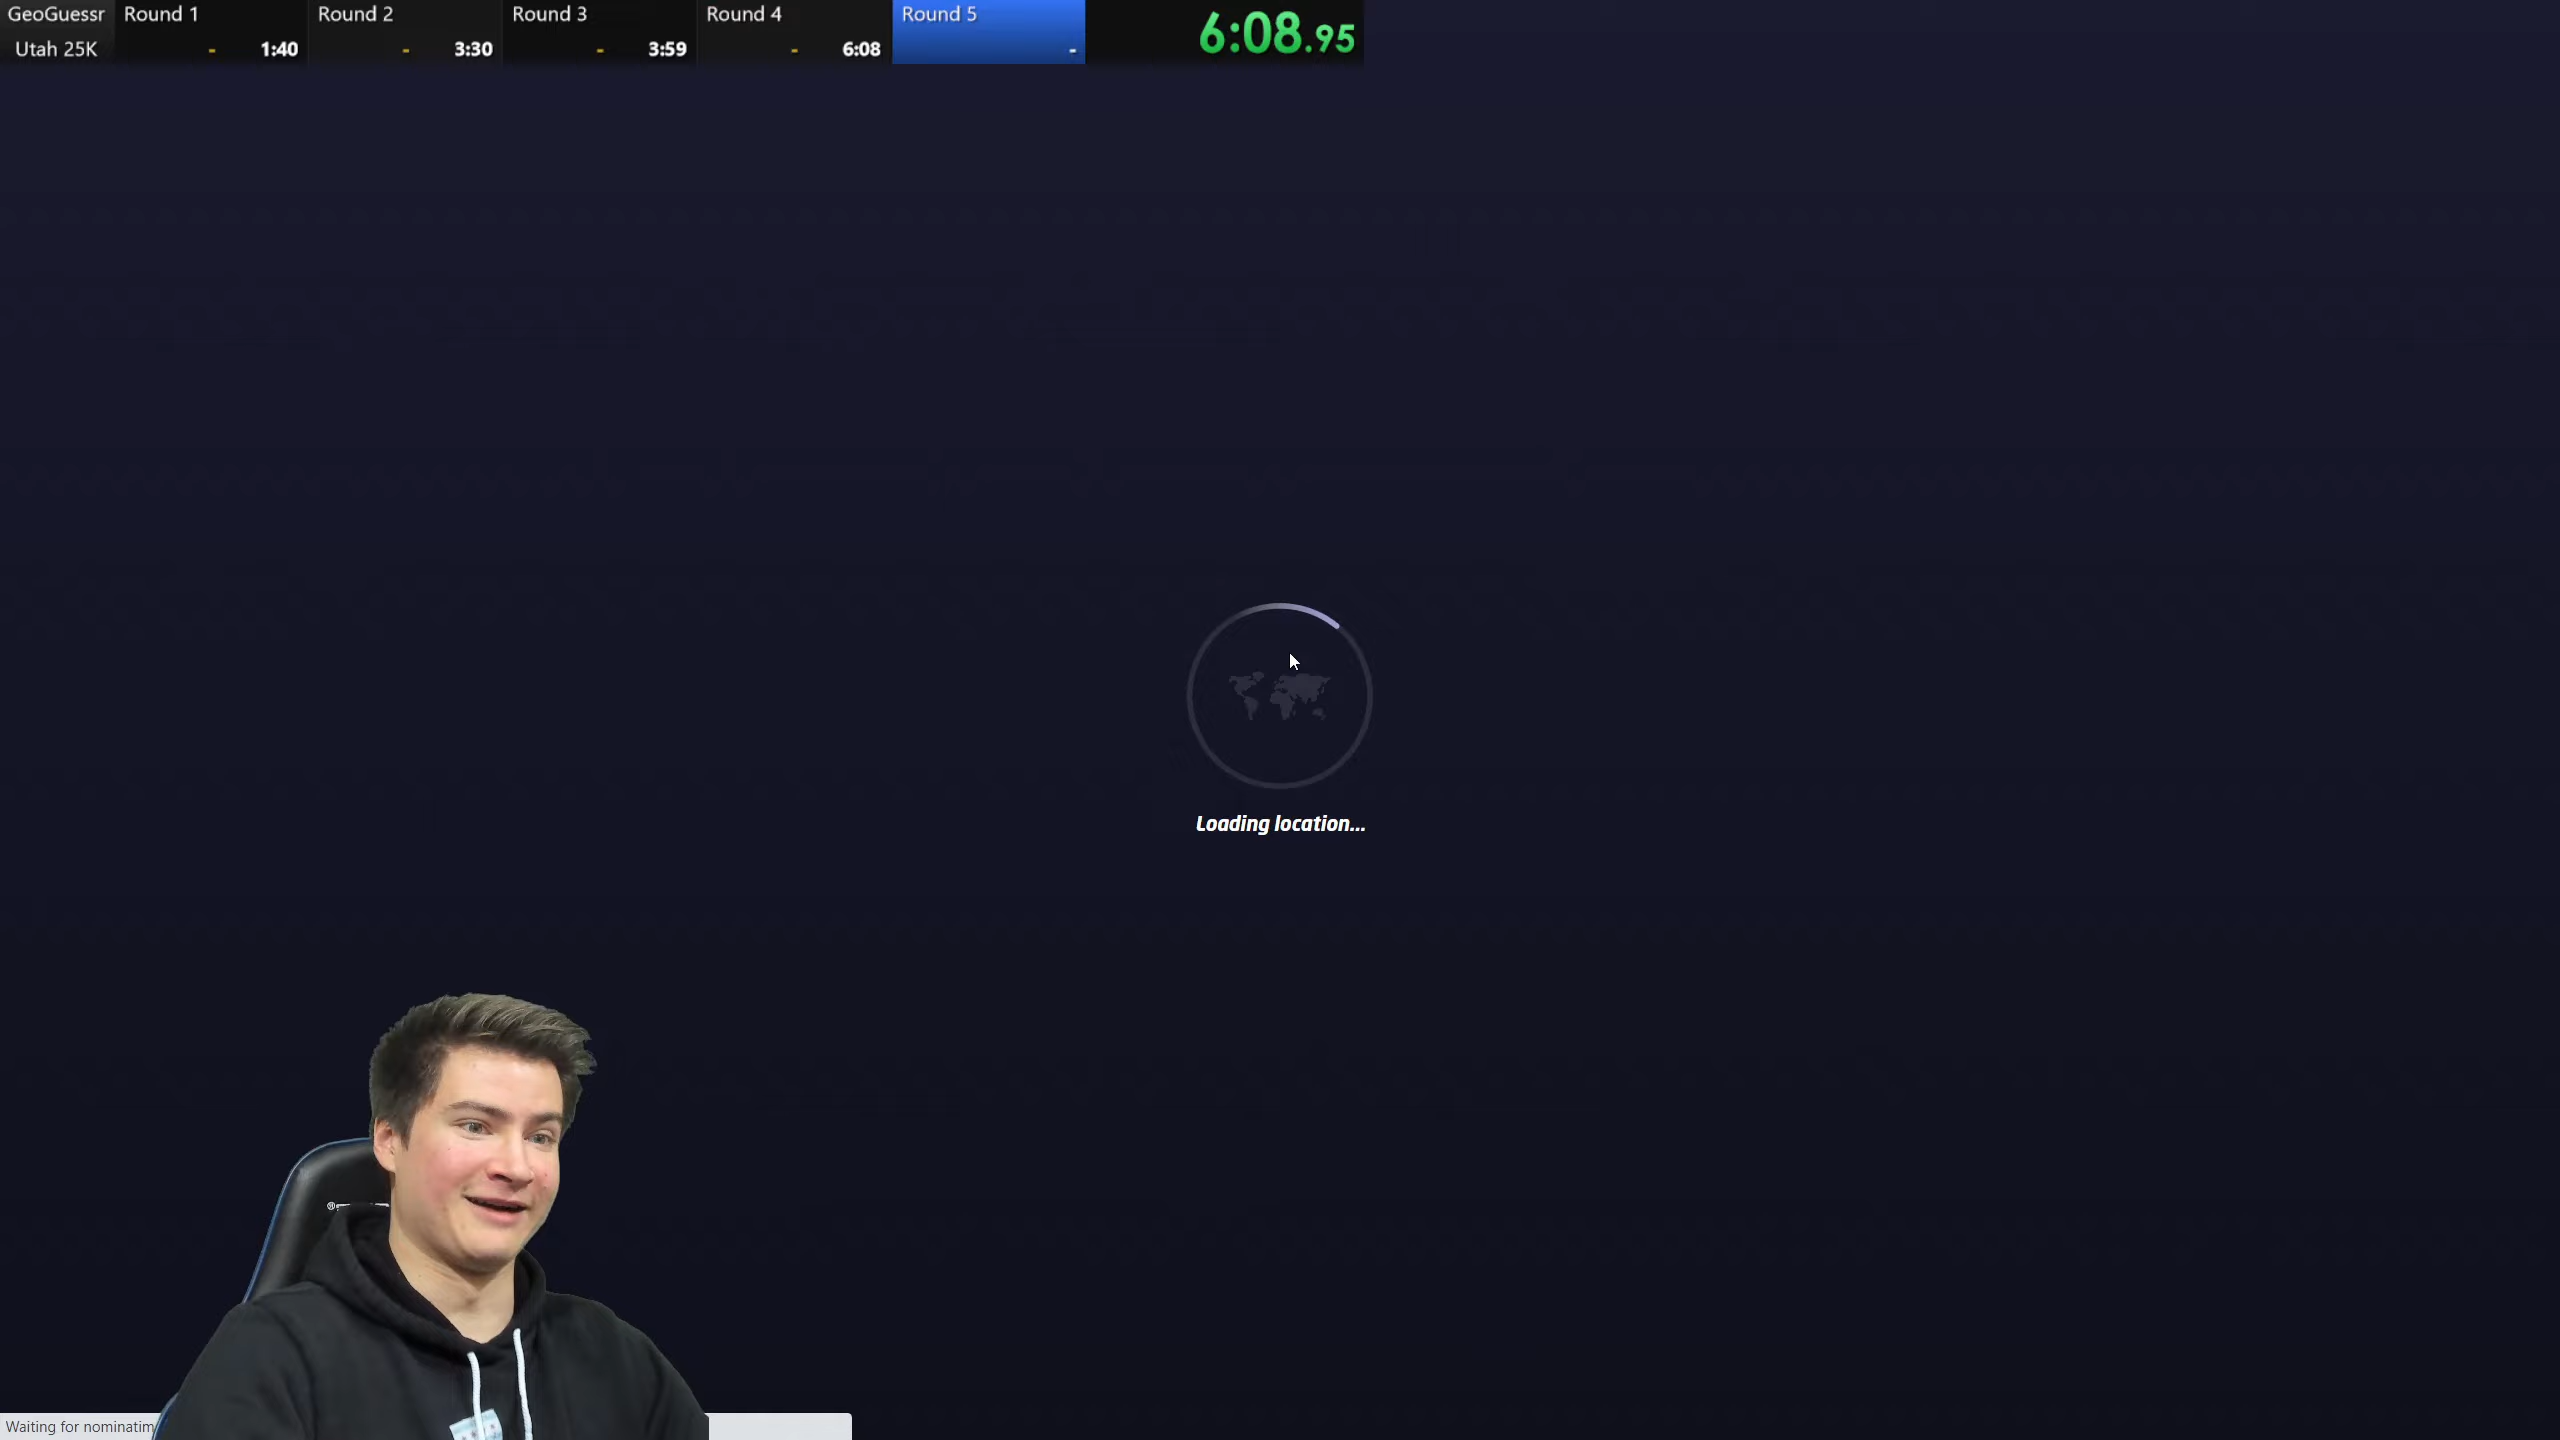 GeoGuessr Round 1 Round 2 Round 3 Round 4 Round 5 6:08.95
Utah 25K - 1:40 - 3:30 - 3:59 - 6:08 -
Loading location...
Waiting for nominatim